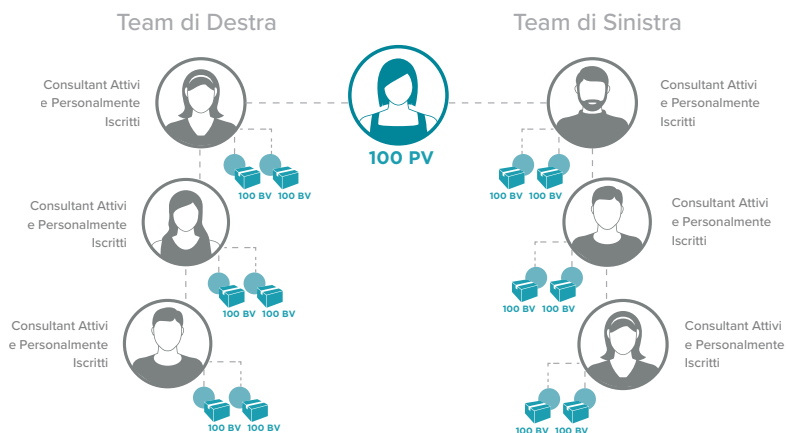 Team di Destra
Team di Sinistra
Consultant Attivi
e Personalmente
Iscritti
100 PV
Consultant Attivi
e Personalmente
Iscritti
100 BV 100 BV
100 BV 100 BV
Consultant Attivi
e Personalmente
Iscritti
Consultant Attivi
e Personalmente
Iscritti
100 BV 100 BV
100 BV 100 BV
Consultant Attivi
e Personalmente
Iscritti
Consultant Attivi
e Personalmente
Iscritti
100 BV 100 BV
100 BV 100 BV